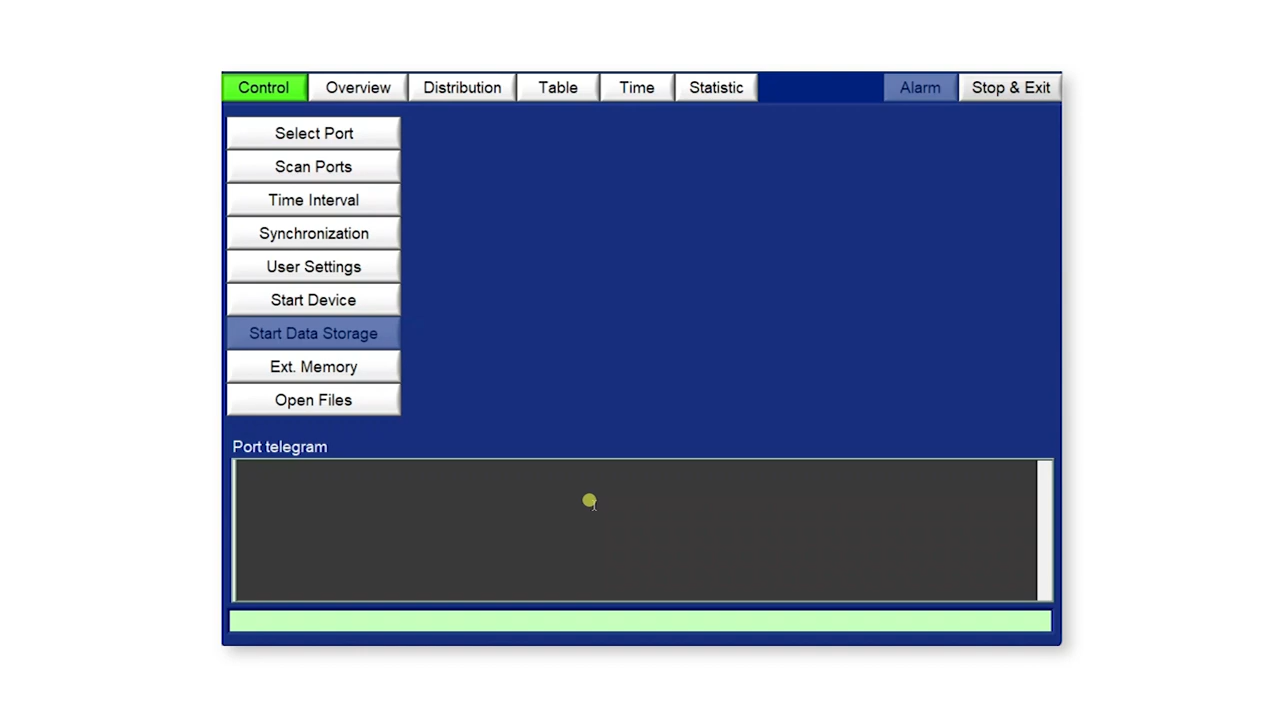 Control Overview Distribution Table Time Statistic Alarm Stop & Exit
Select Port
Scan Ports
Time Interval
Synchronization
User Settings
Start Device
Start Data Storage
Ext. Memory
Open Files
Port telegram